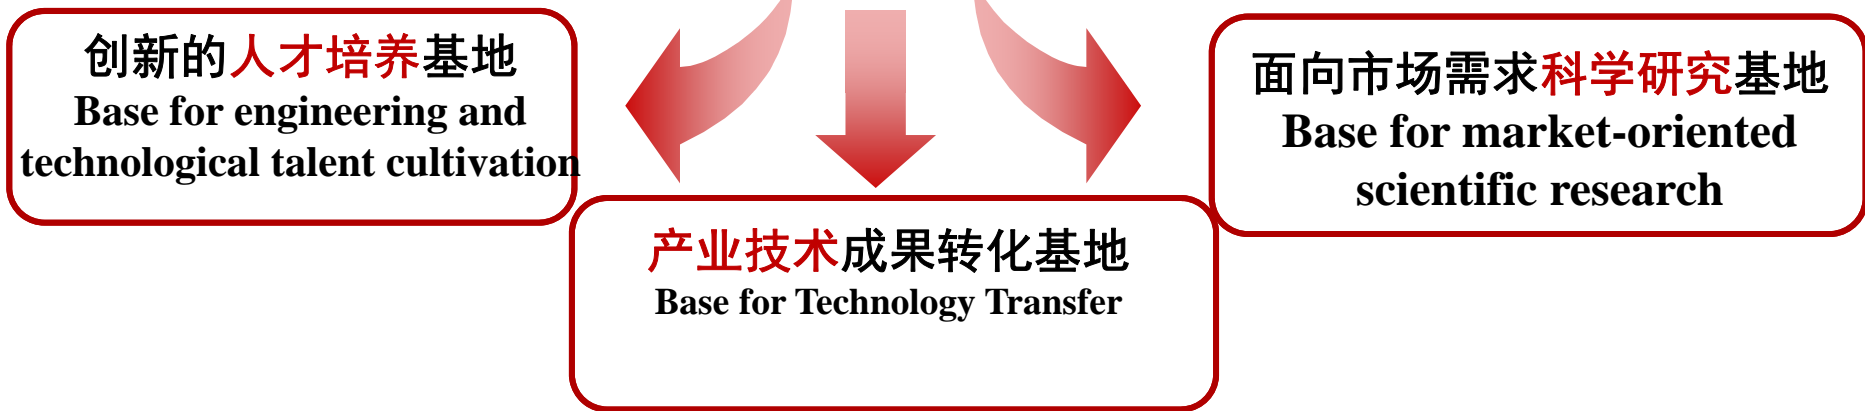 创新的人才培养基地
Base for engineering and
technological talent cultivation
面向市场需求科学研究基地
Base for market-oriented
scientific research
产业技术成果转化基地
Base for Technology Transfer